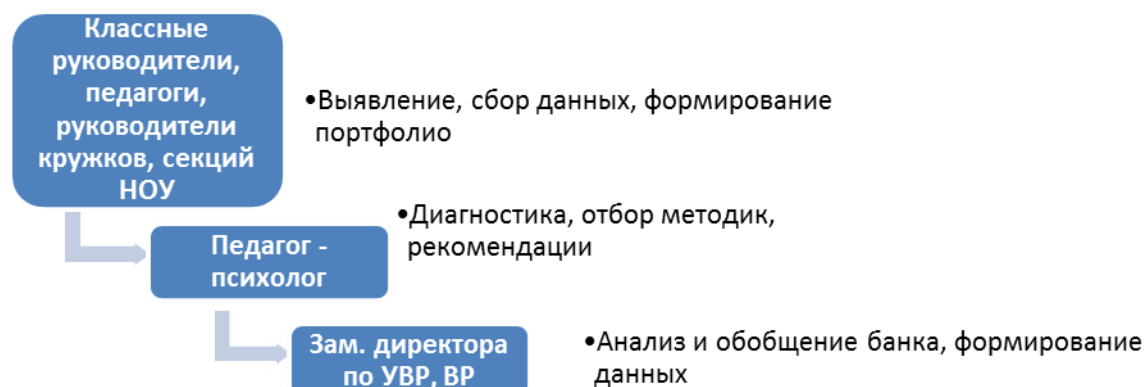 Классные
руководители,
педагоги,
руководители
кружков, секций
НОУ
•Выявление, сбор данных, формирование
портфолио
Педагог -
психолог
•Диагностика, отбор методик,
рекомендации
Зам. директора
по УВР, ВР
•Анализ и обобщение банка, формирование
данных